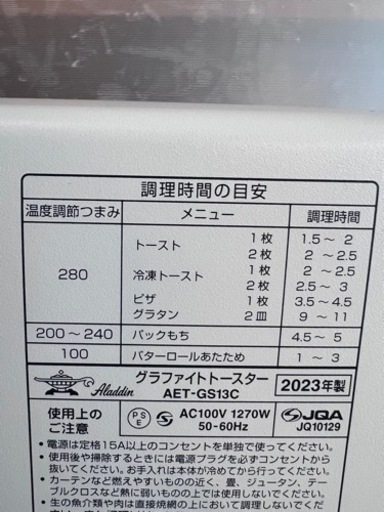 調理時間の目安
温度調節つまみ メニュー 調理時間
280 トースト 1枚 1.5～ 2
2枚 2 ～2.5
冷凍トースト 1枚 2 ～2.5
2枚 2.5～ 3
ピザ 1枚 3.5～4.5
グラタン 2皿 9 ～ 11
200～240 パックもち 4.5～ 5
100 バターロールあたため 1 ～ 3
Aladdin グラファイトトースター 2023年製
AET-GS13C
使用上の
ご注意
PSE AC100V 1270W
50-60Hz
JQA
JQ10129
・電源は定格15A以上のコンセントを単独で使ってください。
・使用後や掃除するときには電源プラグを必ずコンセントから
ぬいてください。お手入れは本体が冷めてから行ってください。
・カーテンなど燃えやすいものの近くや、畳、ジュータン、テー
ブルクロスなど熱に弱いものの上では使わないでください。
・生の魚介類や肉は直接焼網の上において調理しないでくだ